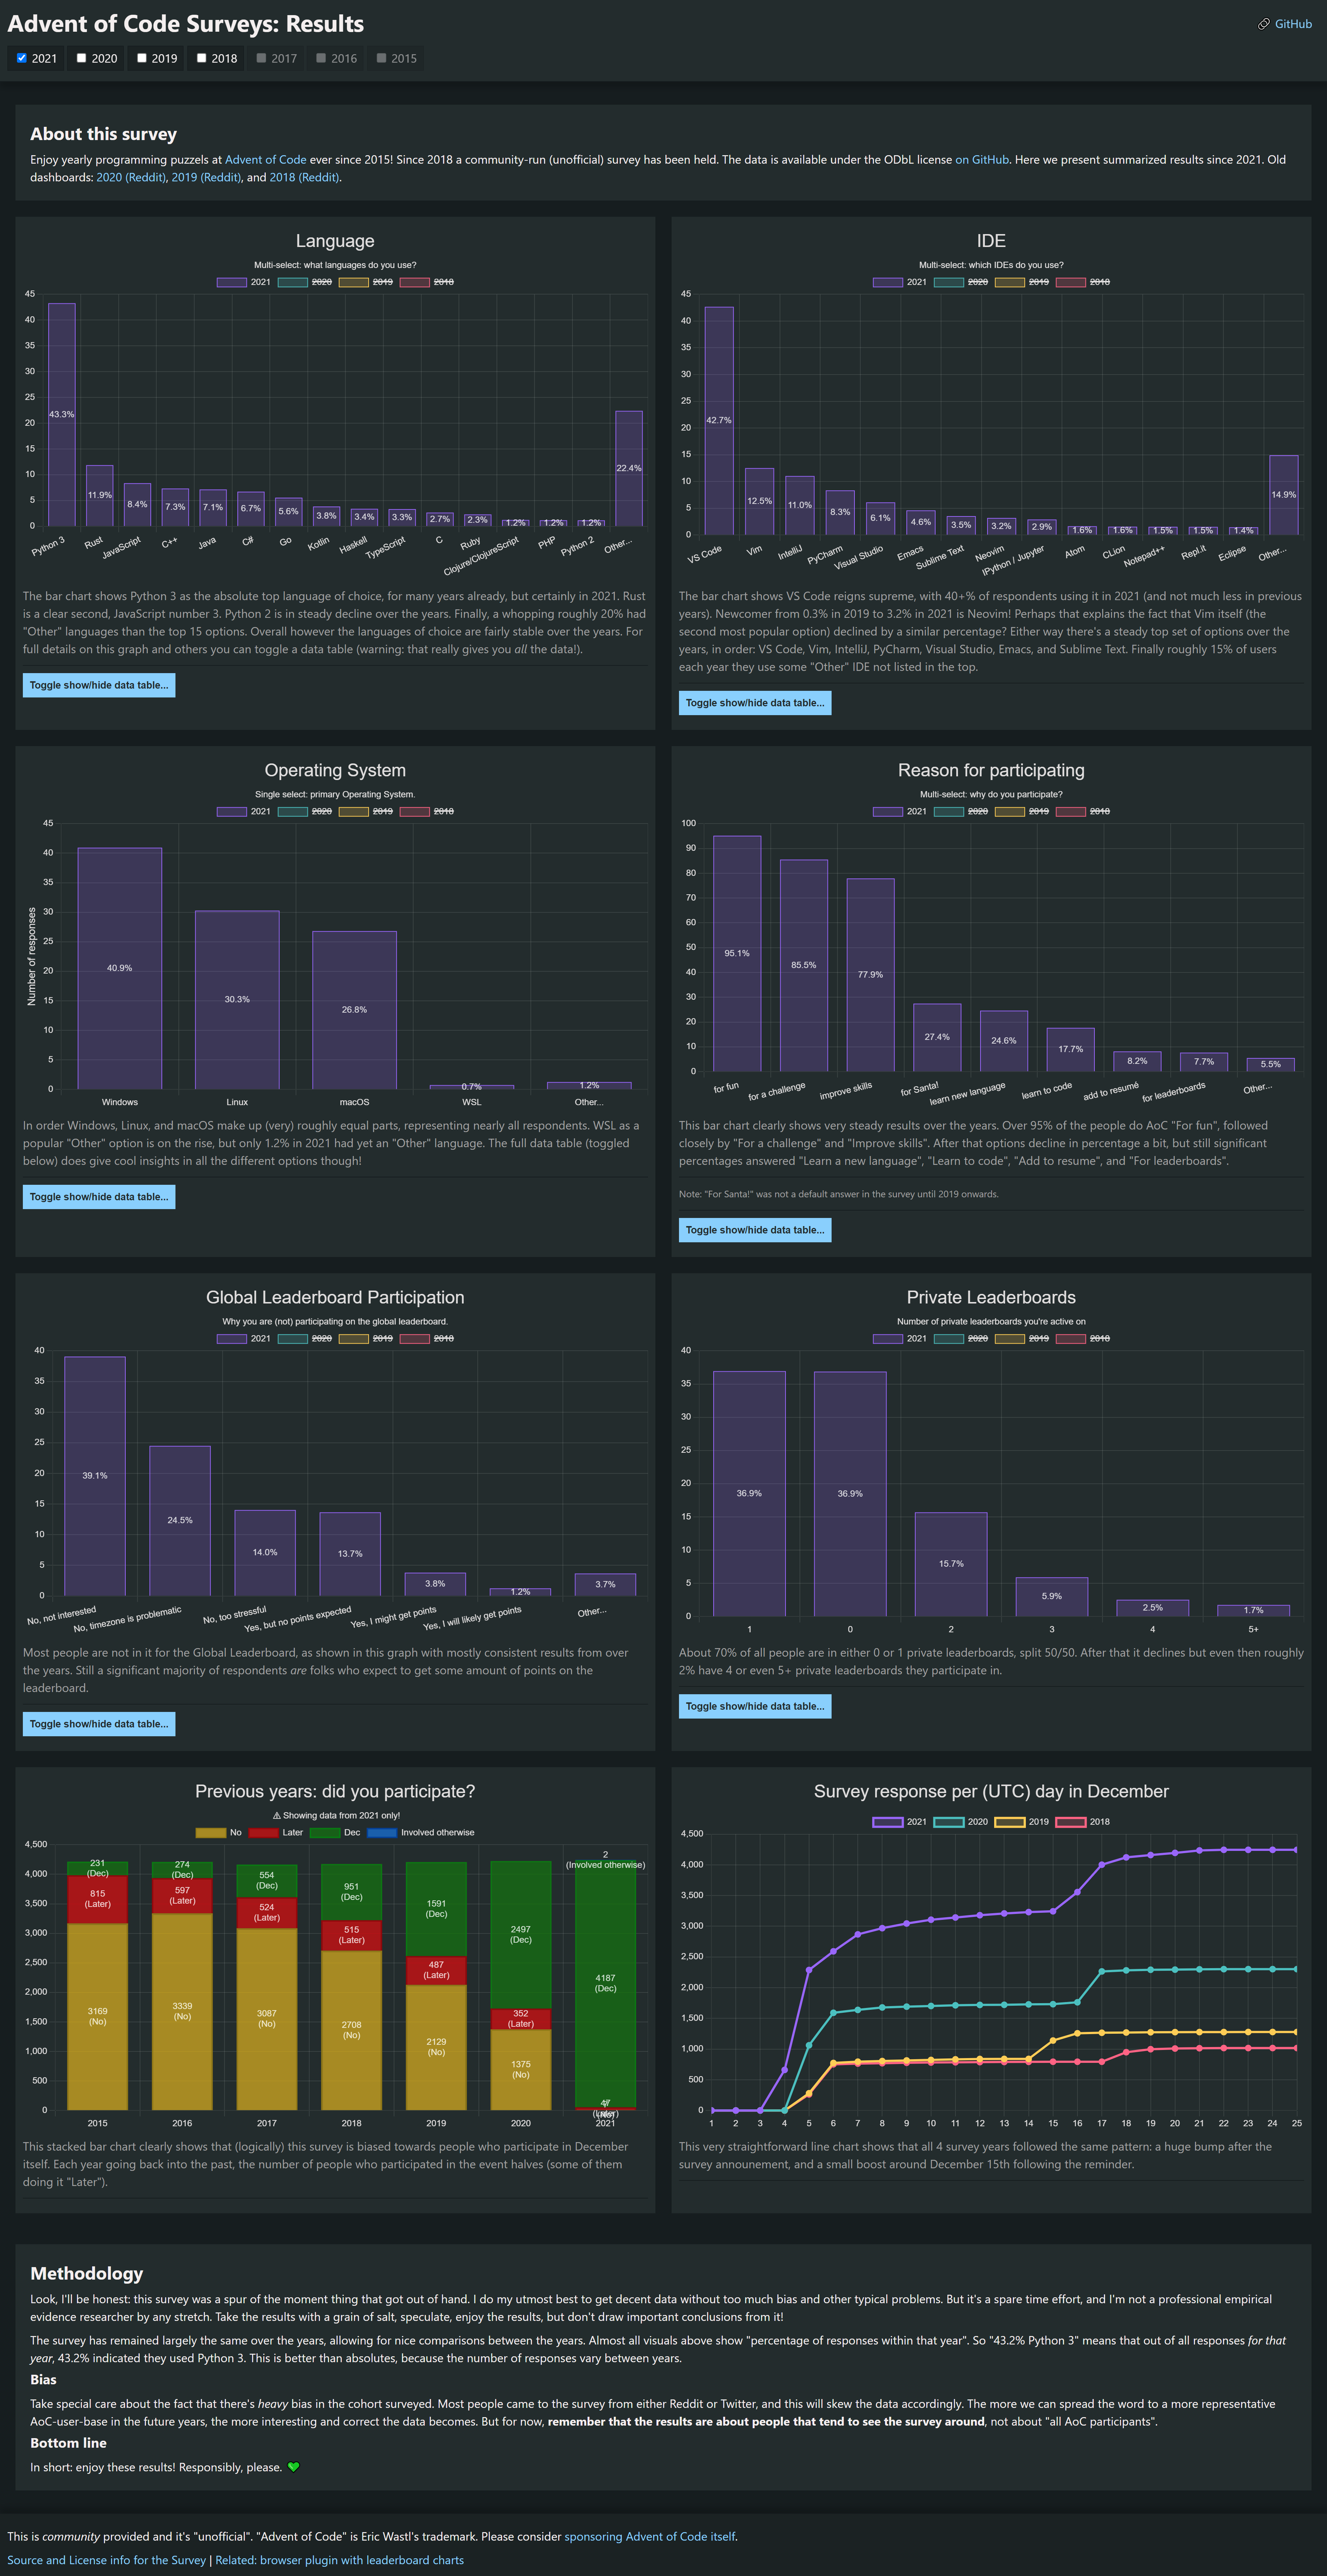 Advent of Code Surveys: Results
GitHub
2021 2020 2019 2018 2017 2016 2015
About this survey
Enjoy yearly programming puzzels at Advent of Code ever since 2015! Since 2018 a community-run (unofficial) survey has been held. The data is available under the ODbL license on GitHub. Here we present summarized results since 2021. Old
dashboards: 2020 (Reddit), 2019 (Reddit), and 2018 (Reddit).
Language
Multi-select: what languages do you use?
2021 2020 2019 2018
45
40
35
30
25
20
15
10
5
0
43.3% 11.9% 8.4% 7.3% 7.1% 6.7% 5.6% 3.8% 3.4% 3.3% 2.7% 2.3% 1.2% 1.2% 1.2% 22.4%
Python 3 Rust JavaScript C++ Java C# Go Kotlin Haskell TypeScript C Ruby Clojure/ClojureScript PHP Python 2 Other...
The bar chart shows Python 3 as the absolute top language of choice, for many years already, but certainly in 2021. Rust
is a clear second, JavaScript number 3. Python 2 is in steady decline over the years. Finally, a whopping roughly 20% had
"Other" languages than the top 15 options. Overall however the languages of choice are fairly stable over the years. For
full details on this graph and others you can toggle a data table (warning: that really gives you all the data!).
Toggle show/hide data table...
IDE
Multi-select: which IDEs do you use?
2021 2020 2019 2018
45
40
35
30
25
20
15
10
5
0
42.7% 12.5% 11.0% 8.3% 6.1% 4.6% 3.5% 3.2% 2.9% 1.6% 1.6% 1.5% 1.5% 1.4% 14.9%
VS Code Vim IntelliJ PyCharm Visual Studio Emacs Sublime Text Neovim IPython / Jupyter Atom CLion Notepad++ Repl.it Eclipse Other...
The bar chart shows VS Code reigns supreme, with 40+% of respondents using it in 2021 (and not much less in previous
years). Newcomer from 0.3% in 2019 to 3.2% in 2021 is Neovim! Perhaps that explains the fact that Vim itself (the
second most popular option) declined by a similar percentage? Either way there's a steady top set of options over the
years, in order: VS Code, Vim, IntelliJ, PyCharm, Visual Studio, Emacs, and Sublime Text. Finally roughly 15% of users
each year they use some "Other" IDE not listed in the top.
Toggle show/hide data table...
Operating System
Single select: primary Operating System.
2021 2020 2019 2018
Number of responses
45
40
35
30
25
20
15
10
5
0
40.9% 30.3% 26.8% 0.7% 1.2%
Windows Linux macOS WSL Other...
In order Windows, Linux, and macOS make up (very) roughly equal parts, representing nearly all respondents. WSL as a
popular "Other" option is on the rise, but only 1.2% in 2021 had yet an "Other" language. The full data table (toggled
below) does give cool insights in all the different options though!
Toggle show/hide data table...
Reason for participating
Multi-select: why do you participate?
2021 2020 2019 2018
100
90
80
70
60
50
40
30
20
10
0
95.1% 85.5% 77.9% 27.4% 24.6% 17.7% 8.2% 7.7% 5.5%
for fun for a challenge improve skills for Santa! learn new language learn to code add to resumé for leaderboards Other...
This bar chart clearly shows very steady results over the years. Over 95% of the people do AoC "For fun", followed
closely by "For a challenge" and "Improve skills". After that options decline in percentage a bit, but still significant
percentages answered "Learn a new language", "Learn to code", "Add to resume", and "For leaderboards".
Note: "For Santa!" was not a default answer in the survey until 2019 onwards.
Toggle show/hide data table...
Global Leaderboard Participation
Why you are (not) participating on the global leaderboard.
2021 2020 2019 2018
40
35
30
25
20
15
10
5
0
39.1% 24.5% 14.0% 13.7% 3.8% 1.2% 3.7%
No, not interested No, timezone is problematic No, too stressful Yes, but no points expected Yes, I might get points Yes, I will likely get points Other...
Most people are not in it for the Global Leaderboard, as shown in this graph with mostly consistent results from over
the years. Still a significant majority of respondents are folks who expect to get some amount of points on the
leaderboard.
Toggle show/hide data table...
Private Leaderboards
Number of private leaderboards you're active on
2021 2020 2019 2018
40
35
30
25
20
15
10
5
0
36.9% 36.9% 15.7% 5.9% 2.5% 1.7%
1 0 2 3 4 5+
About 70% of all people are in either 0 or 1 private leaderboards, split 50/50. After that it declines but even then roughly
2% have 4 or even 5+ private leaderboards they participate in.
Toggle show/hide data table...
Previous years: did you participate?
⚠ Showing data from 2021 only!
No Later Dec Involved otherwise
4,500
4,000
3,500
3,000
2,500
2,000
1,500
1,000
500
0
231 (Dec) 815 (Later) 3169 (No)
274 (Dec) 597 (Later) 3339 (No)
554 (Dec) 524 (Later) 3087 (No)
951 (Dec) 515 (Later) 2708 (No)
1591 (Dec) 487 (Later) 2129 (No)
2497 (Dec) 352 (Later) 1375 (No)
2 (Involved otherwise) 4187 (Dec)
2015 2016 2017 2018 2019 2020 2021
This stacked bar chart clearly shows that (logically) this survey is biased towards people who participate in December
itself. Each year going back into the past, the number of people who participated in the event halves (some of them
doing it "Later").
Survey response per (UTC) day in December
2021 2020 2019 2018
4,500
4,000
3,500
3,000
2,500
2,000
1,500
1,000
500
0
1 2 3 4 5 6 7 8 9 10 11 12 13 14 15 16 17 18 19 20 21 22 23 24 25
This very straightforward line chart shows that all 4 survey years followed the same pattern: a huge bump after the
survey announement, and a small boost around December 15th following the reminder.
Methodology
Look, I'll be honest: this survey was a spur of the moment thing that got out of hand. I do my utmost best to get decent data without too much bias and other typical problems. But it's a spare time effort, and I'm not a professional empirical
evidence researcher by any stretch. Take the results with a grain of salt, speculate, enjoy the results, but don't draw important conclusions from it!
The survey has remained largely the same over the years, allowing for nice comparisons between the years. Almost all visuals above show "percentage of responses within that year". So "43.2% Python 3" means that out of all responses for that
year, 43.2% indicated they used Python 3. This is better than absolutes, because the number of responses vary between years.
Bias
Take special care about the fact that there's heavy bias in the cohort surveyed. Most people came to the survey from either Reddit or Twitter, and this will skew the data accordingly. The more we can spread the word to a more representative
AoC-user-base in the future years, the more interesting and correct the data becomes. But for now, remember that the results are about people that tend to see the survey around, not about "all AoC participants".
Bottom line
In short: enjoy these results! Responsibly, please. 💚
This is community provided and it's "unofficial". "Advent of Code" is Eric Wastl's trademark. Please consider sponsoring Advent of Code itself.
Source and License info for the Survey | Related: browser plugin with leaderboard charts